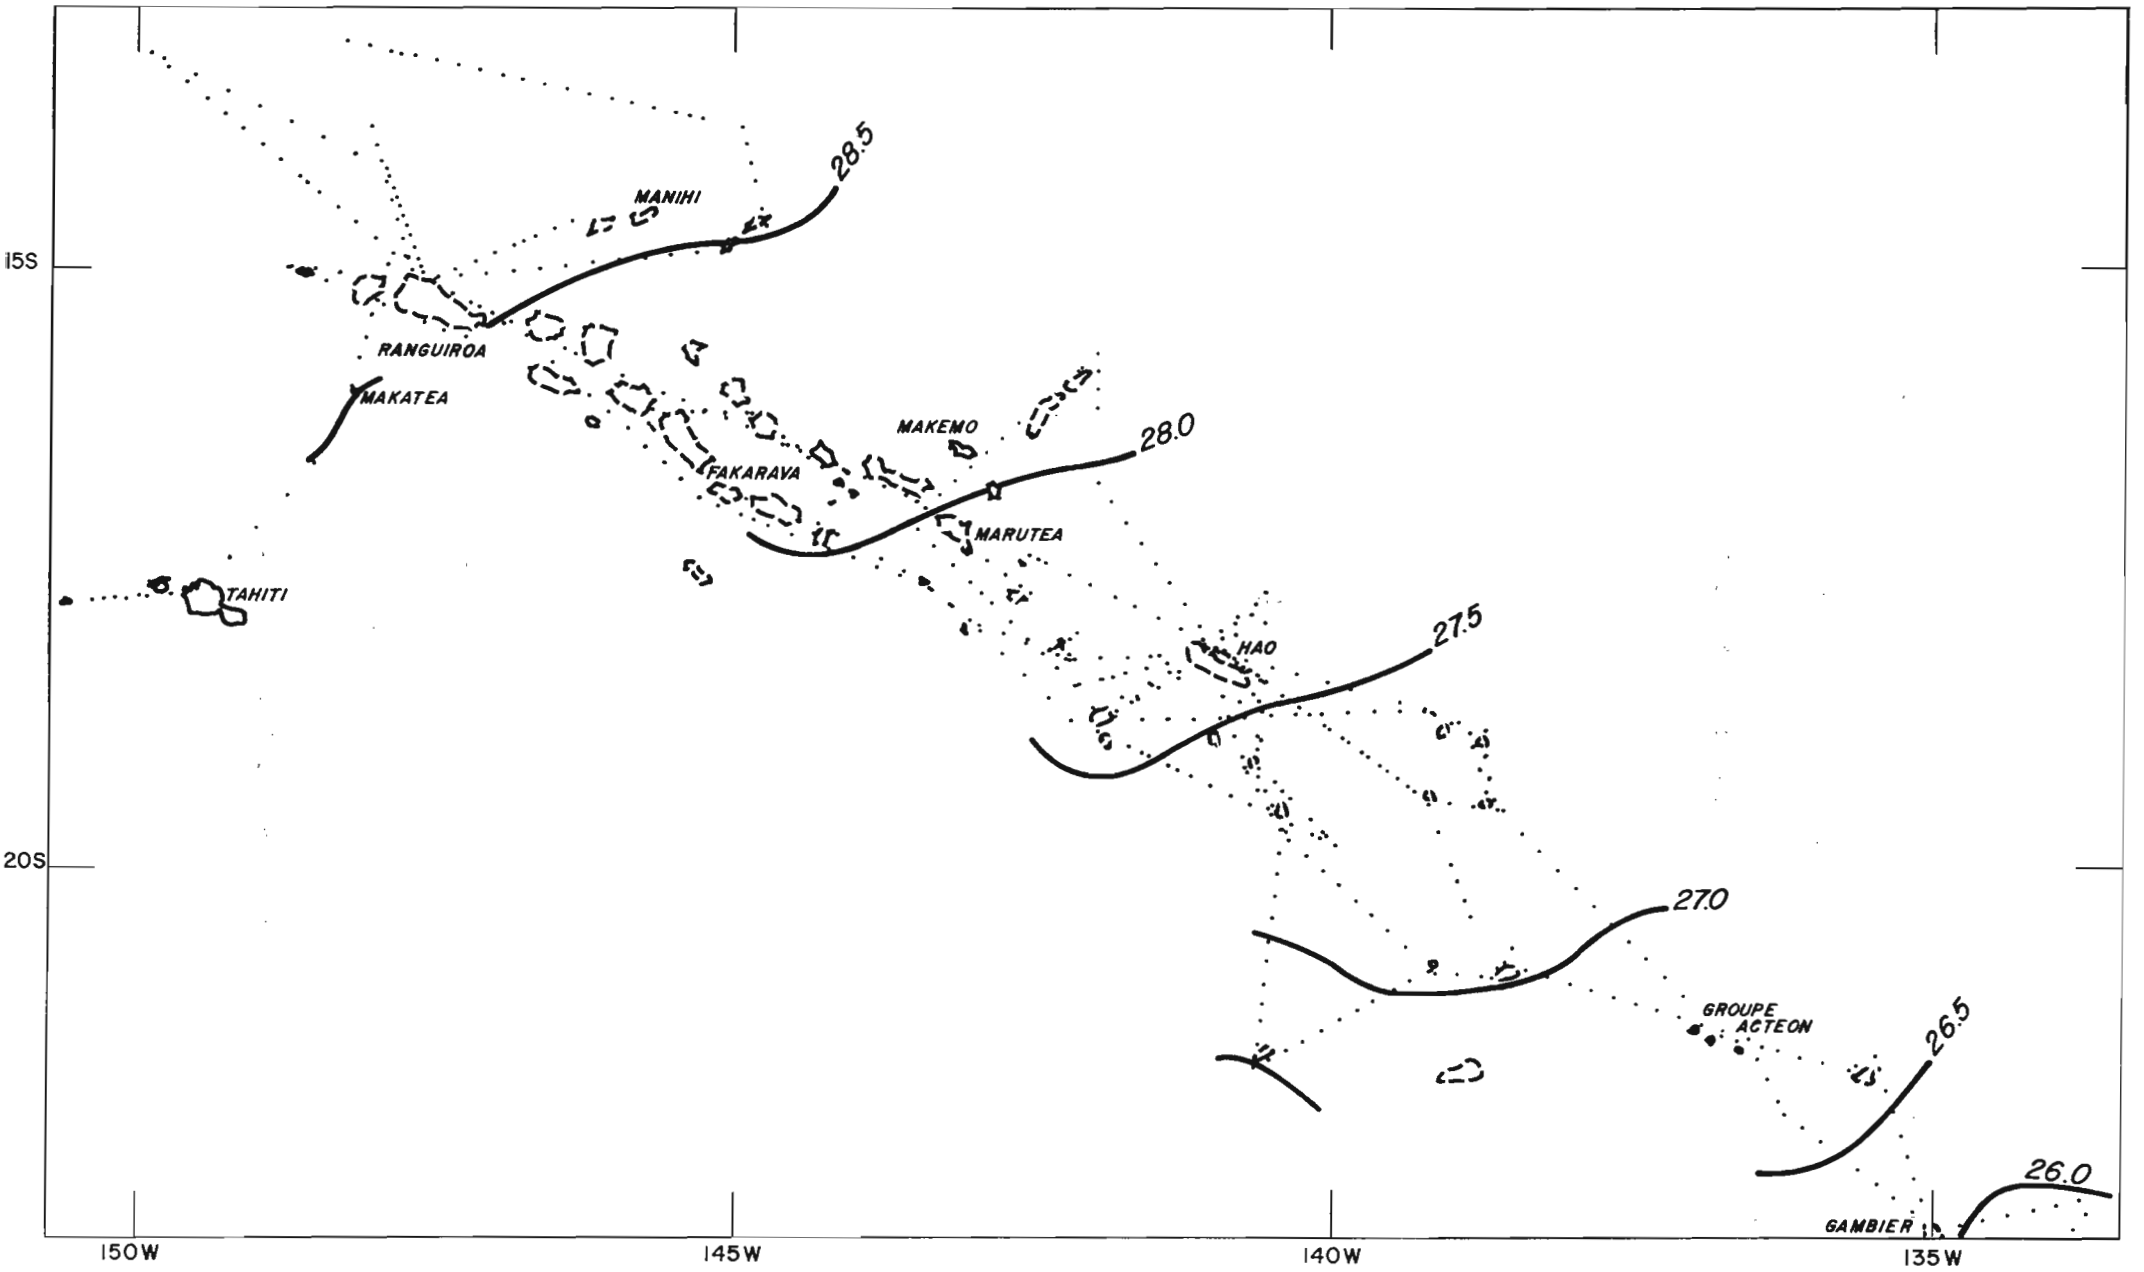 28.5
MANIHI
15S
RANGUIROA
MAKATEA
MAKEMO
28.0
FAKARAVA
MARUTEA
TAHITI
27.5
HAO
20S
27.0
GROUPE
ACTEON
26.5
26.0
GAMBIER
150W
145W
140W
135W